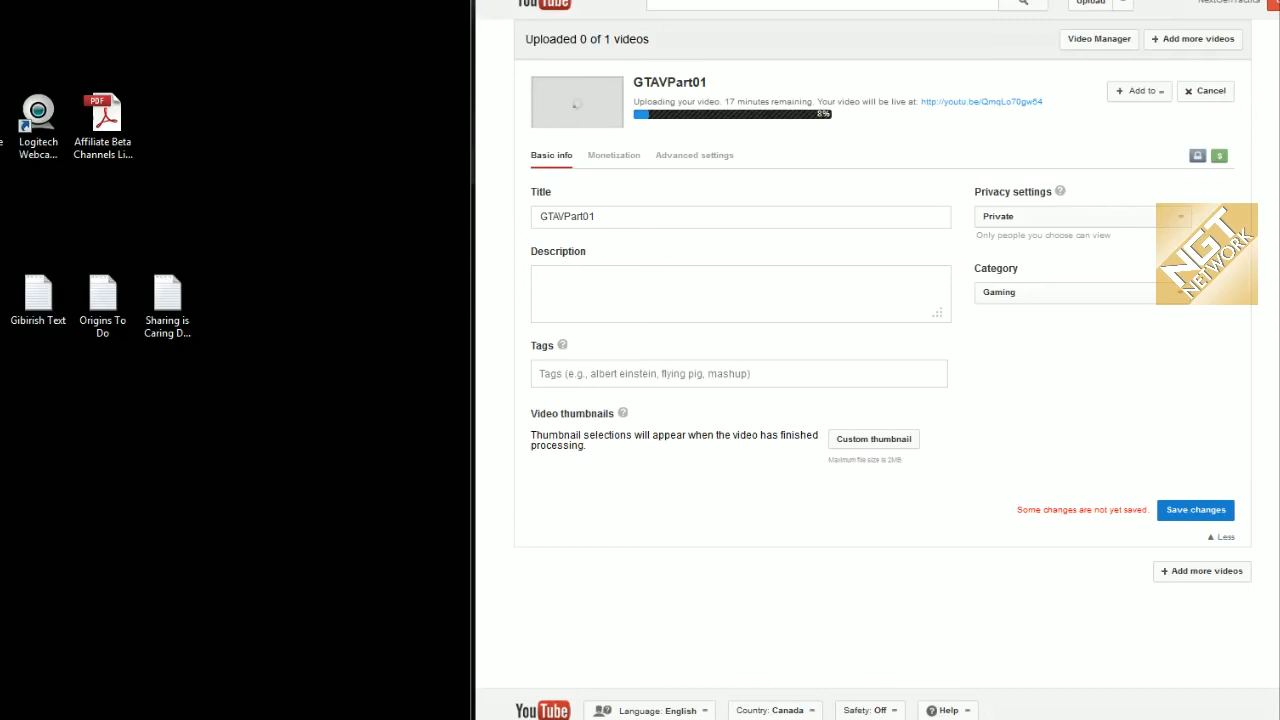 YouTube
Upload
Uploaded 0 of 1 videos
Video Manager
+ Add more videos
GTAVPart01
Uploading your video. 17 minutes remaining. Your video will be live at: http://youtu.be/QmqLo70gw54
8%
+ Add to
× Cancel
Basic info
Monetization
Advanced settings
$
Title
GTAVPart01
Description
Tags ?
Tags (e.g., albert einstein, flying pig, mashup)
Video thumbnails ?
Thumbnail selections will appear when the video has finished
processing.
Custom thumbnail
Maximum file size is 2MB.
Privacy settings ?
Private
Only people you choose can view
Category
Gaming
NGT
NETWORK
Some changes are not yet saved.
Save changes
▲ Less
+ Add more videos
YouTube
Language: English
Country: Canada
Safety: Off
? Help
Logitech
Webca...
PDF
Affiliate Beta
Channels Li...
Gibirish Text
Origins To
Do
Sharing is
Caring D...